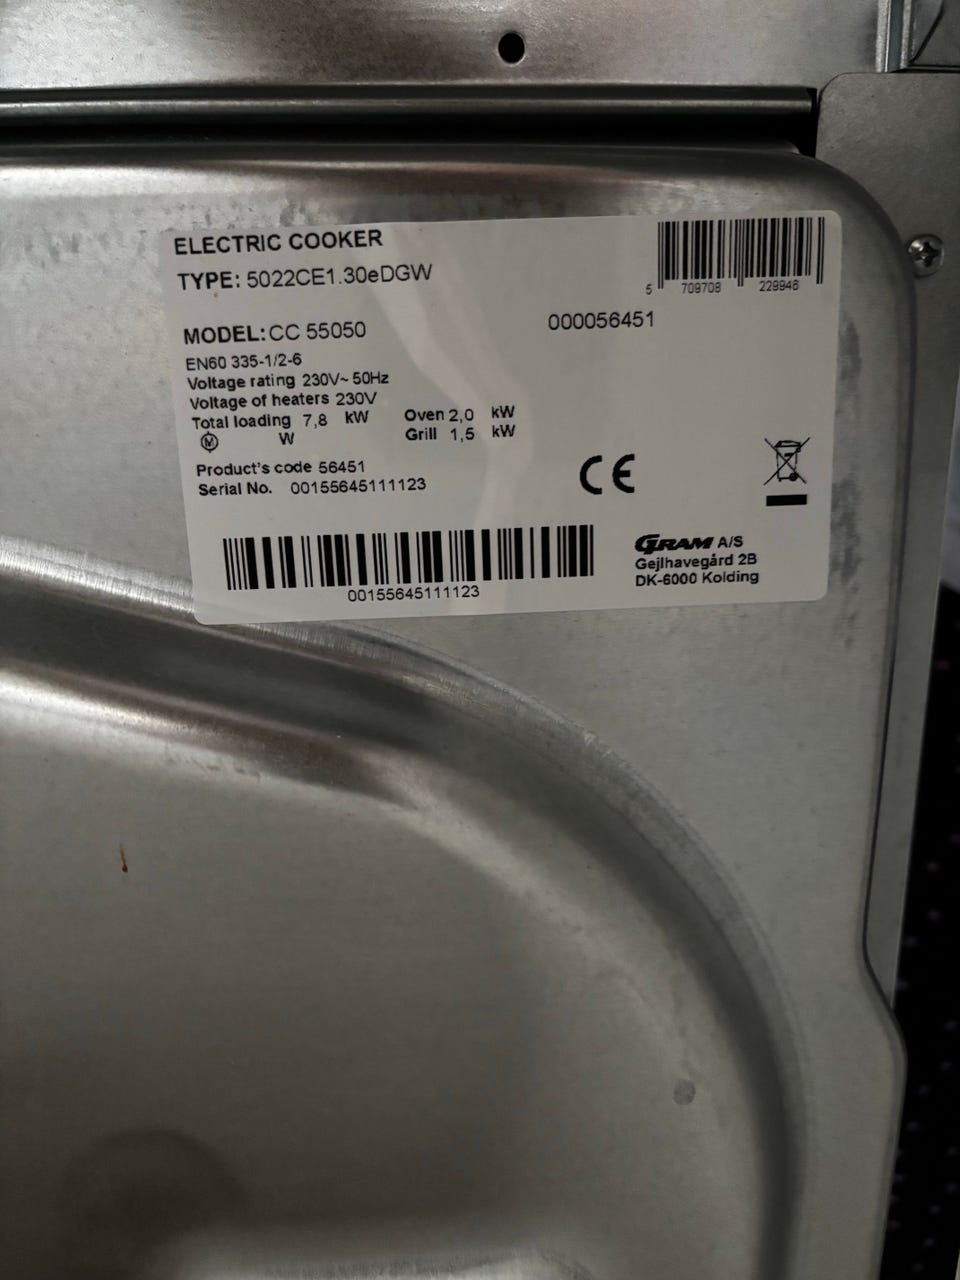 ELECTRIC COOKER
TYPE: 5022CE1.30eDGW
5 709708 229946
MODEL: CC 55050
000056451
EN60 335-1/2-6
Voltage rating 230V~ 50Hz
Voltage of heaters 230V
Total loading 7,8 kW Oven 2,0 kW
M W Grill 1,5 kW
Product's code 56451
Serial No. 00155645111123
CE
GRAM A/S
Gejlhavegård 2B
DK-6000 Kolding
00155645111123